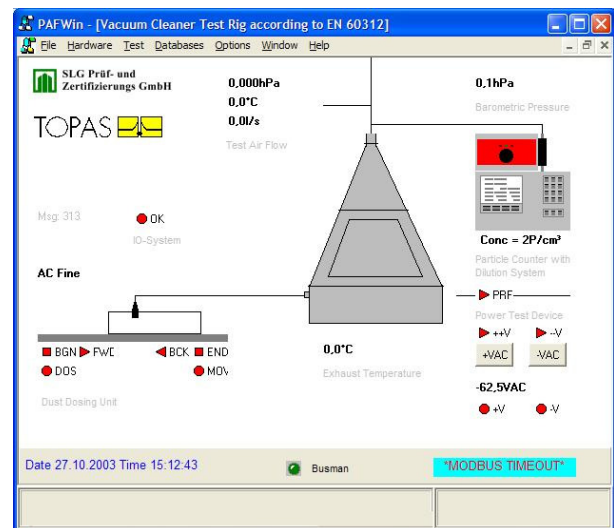 PAFWin - [Vacuum Cleaner Test Rig according to EN 60312]
File Hardware Test Databases Options Window Help
SLG Prüf- und
Zertifizierungs GmbH
TOPAS
0,000hPa
0,0°C
0,0l/s
Test Air Flow
0,1hPa
Barometric Pressure
Msg: 313
OK
IO-System
Conc = 2P/cm³
Particle Counter with
Dilution System
AC Fine
PRF
Power Test Device
++V --V
+VAC -VAC
BGN FWD BCK END
DOS MOV
Dust Dosing Unit
0,0°C
Exhaust Temperature
-62,5VAC
+V -V
Date 27.10.2003 Time 15:12:43
Busman
*MODBUS TIMEOUT*